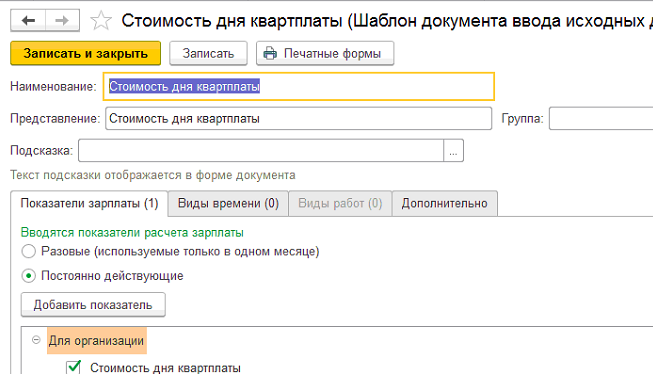 Стоимость дня квартплаты (Шаблон документа ввода исходных
Записать и закрыть Записать Печатные формы
Наименование: Стоимость дня квартплаты
Представление: Стоимость дня квартплаты Группа:
Подсказка: ...
Текст подсказки отображается в форме документа
Показатели зарплаты (1) Виды времени (0) Виды работ (0) Дополнительно
Вводятся показатели расчета зарплаты
Разовые (используемые только в одном месяце)
Постоянно действующие
Добавить показатель
Для организации
Стоимость дня квартплаты